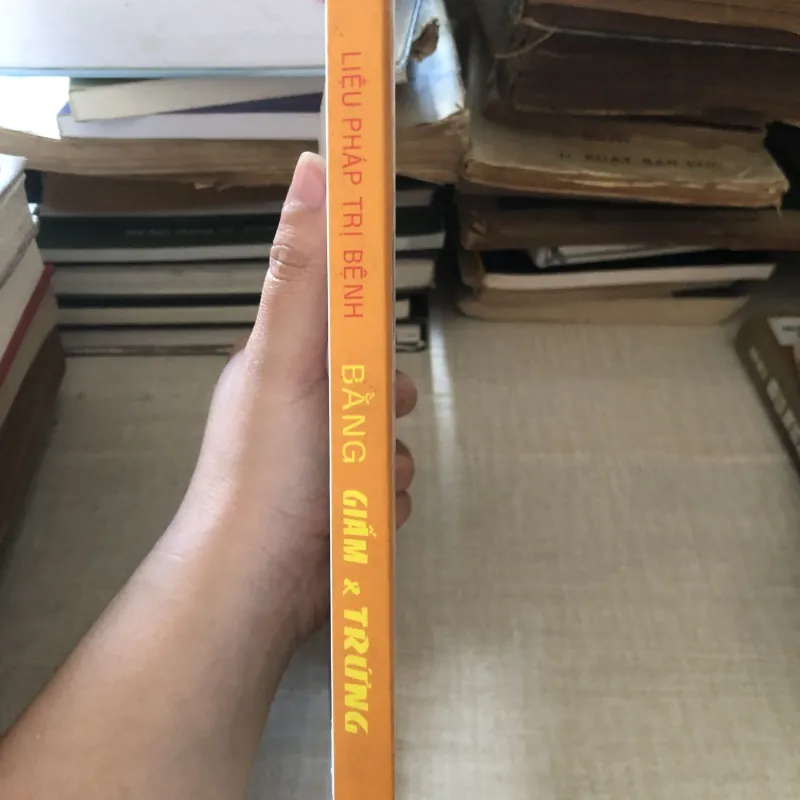 LIỆU PHÁP TRỊ BỆNH BẰNG GIẤM & TRỨNG